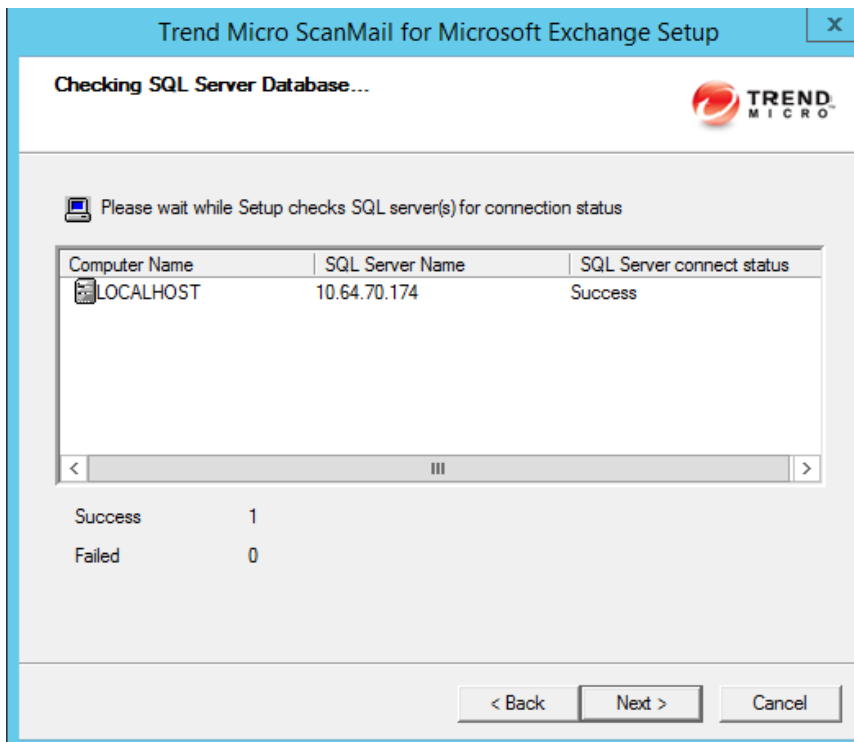 Trend Micro ScanMail for Microsoft Exchange Setup
x
Checking SQL Server Database...
TREND
MICRO
Please wait while Setup checks SQL server(s) for connection status
Computer Name SQL Server Name SQL Server connect status
LOCALHOST 10.64.70.174 Success
Success 1
Failed 0
< Back Next > Cancel